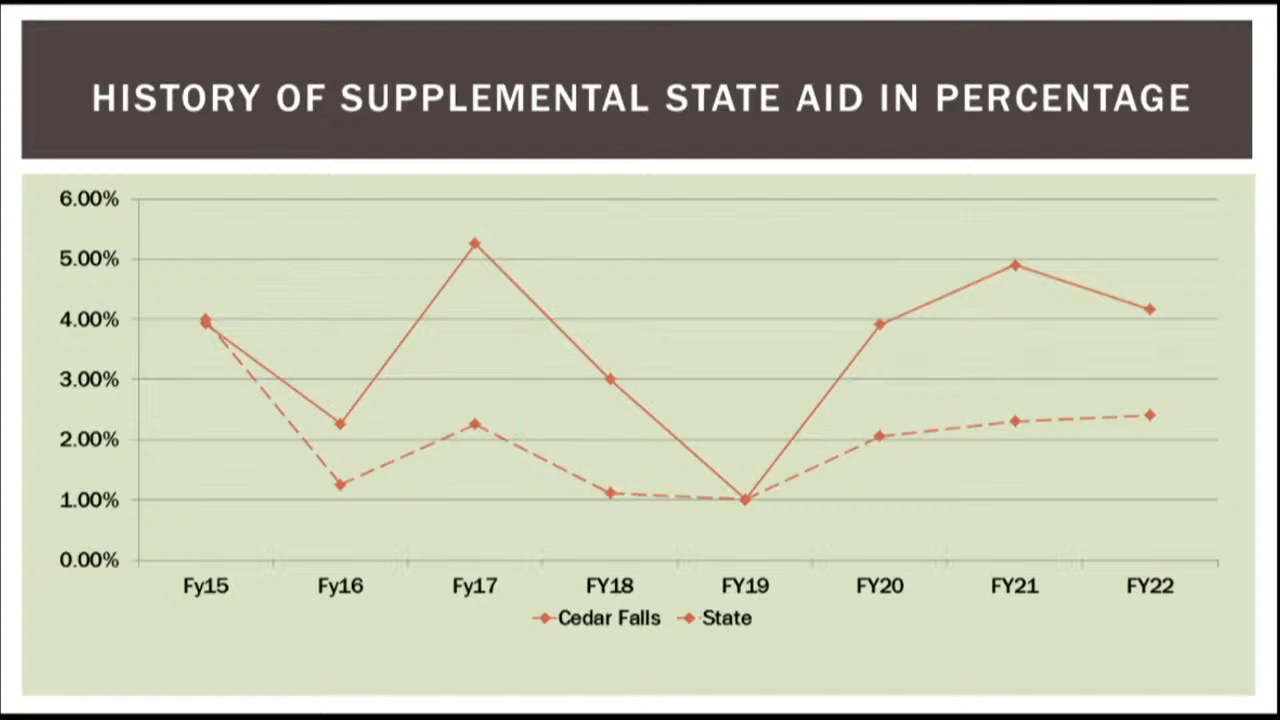 HISTORY OF SUPPLEMENTAL STATE AID IN PERCENTAGE
6.00%
5.00%
4.00%
3.00%
2.00%
1.00%
0.00%
Fy15 Fy16 Fy17 FY18 FY19 FY20 FY21 FY22
Cedar Falls State